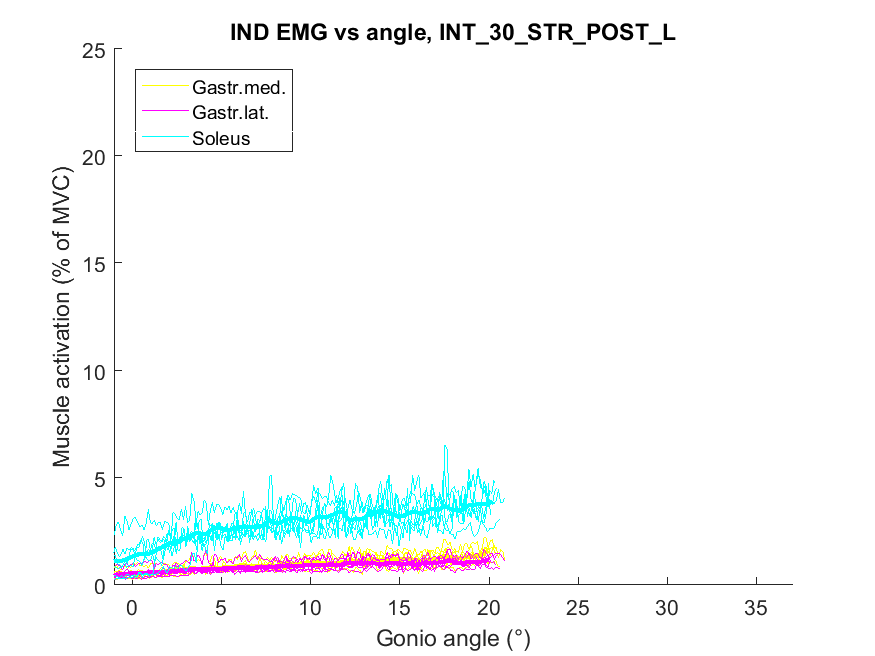 IND EMG vs angle, INT_30_STR_POST_L
25
20
15
10
5
0
Muscle activation (% of MVC)
Gastr.med.
Gastr.lat.
Soleus
0 5 10 15 20 25 30 35
Gonio angle (°)